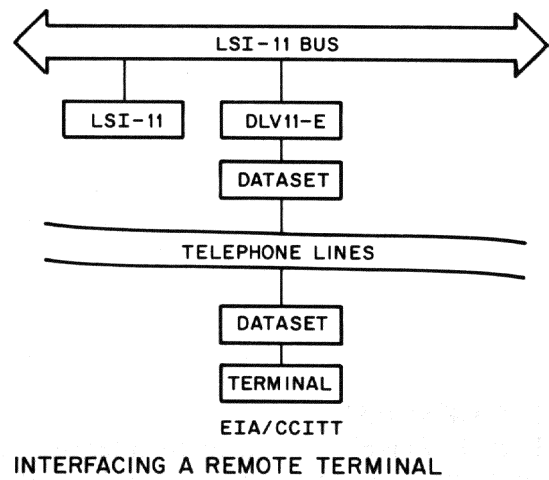 LSI-11 BUS
LSI-11
DLV11-E
DATASET
TELEPHONE LINES
DATASET
TERMINAL
EIA/CCITT
INTERFACING A REMOTE TERMINAL